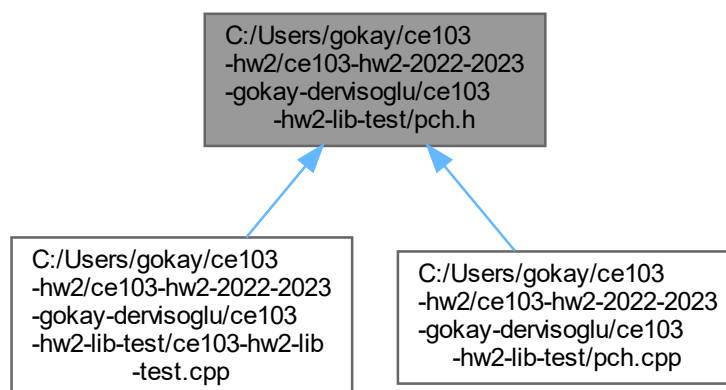 C:/Users/gokay/ce103
-hw2/ce103-hw2-2022-2023
-gokay-dervisoglu/ce103
-hw2-lib-test/pch.h
C:/Users/gokay/ce103
-hw2/ce103-hw2-2022-2023
-gokay-dervisoglu/ce103
-hw2-lib-test/ce103-hw2-lib
-test.cpp
C:/Users/gokay/ce103
-hw2/ce103-hw2-2022-2023
-gokay-dervisoglu/ce103
-hw2-lib-test/pch.cpp